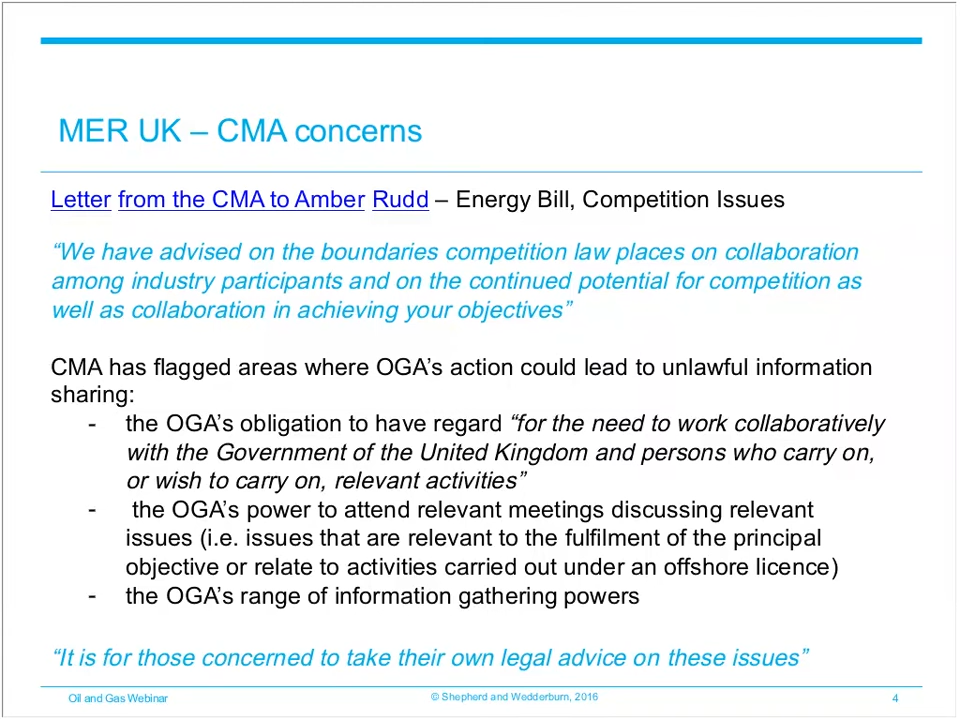 MER UK – CMA concerns
Letter from the CMA to Amber Rudd – Energy Bill, Competition Issues
“We have advised on the boundaries competition law places on collaboration
among industry participants and on the continued potential for competition as
well as collaboration in achieving your objectives”
CMA has flagged areas where OGA’s action could lead to unlawful information
sharing:
- the OGA’s obligation to have regard “for the need to work collaboratively
with the Government of the United Kingdom and persons who carry on,
or wish to carry on, relevant activities”
- the OGA’s power to attend relevant meetings discussing relevant
issues (i.e. issues that are relevant to the fulfilment of the principal
objective or relate to activities carried out under an offshore licence)
- the OGA’s range of information gathering powers
“It is for those concerned to take their own legal advice on these issues”
Oil and Gas Webinar © Shepherd and Wedderburn, 2016 4